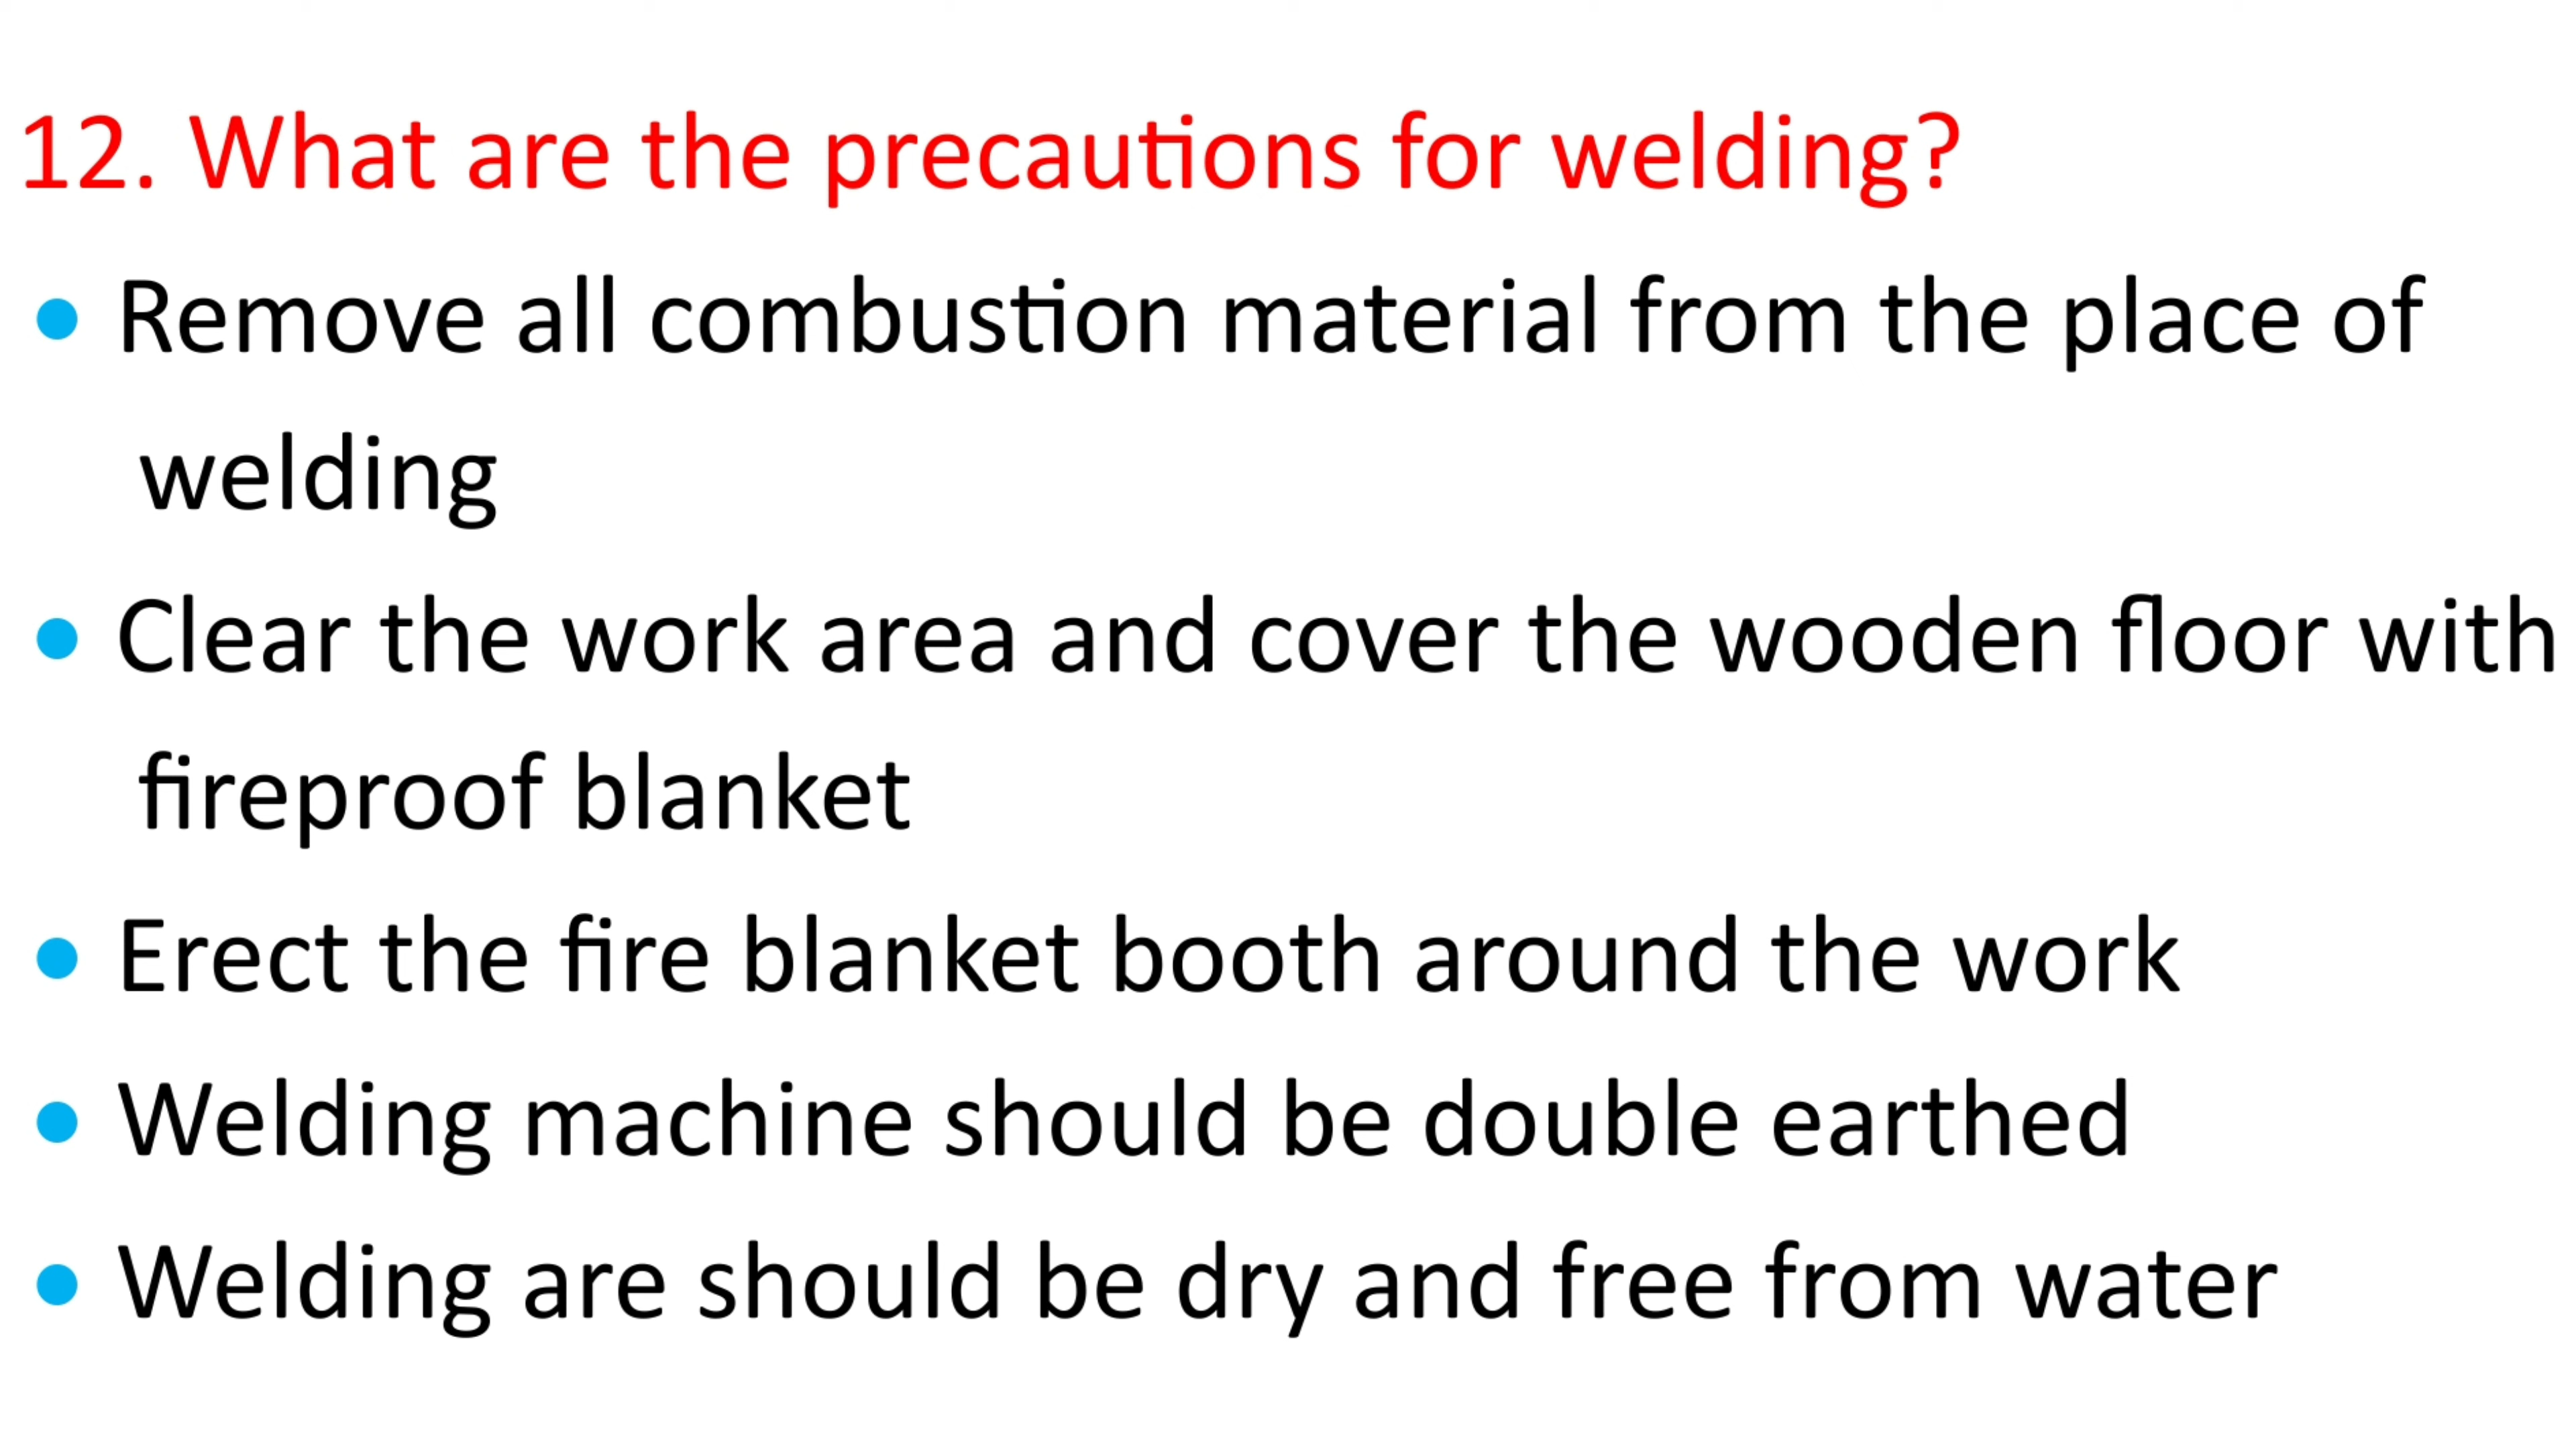 12. What are the precautions for welding?
• Remove all combustion material from the place of
welding
• Clear the work area and cover the wooden floor with
fireproof blanket
• Erect the fire blanket booth around the work
• Welding machine should be double earthed
• Welding are should be dry and free from water